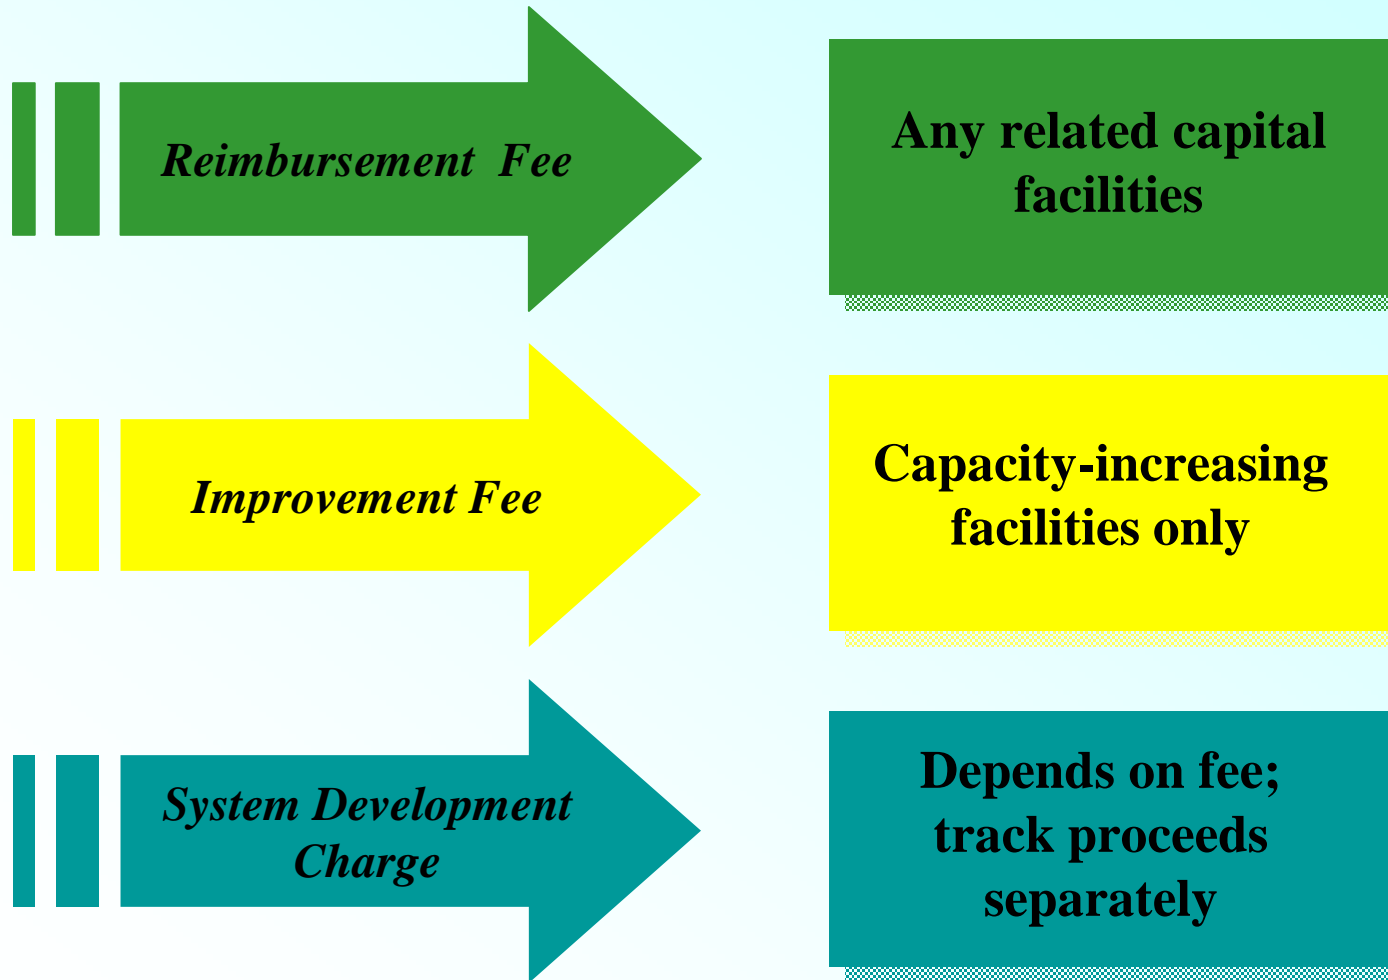 Reimbursement Fee
Any related capital
facilities
Improvement Fee
Capacity-increasing
facilities only
System Development
Charge
Depends on fee;
track proceeds
separately